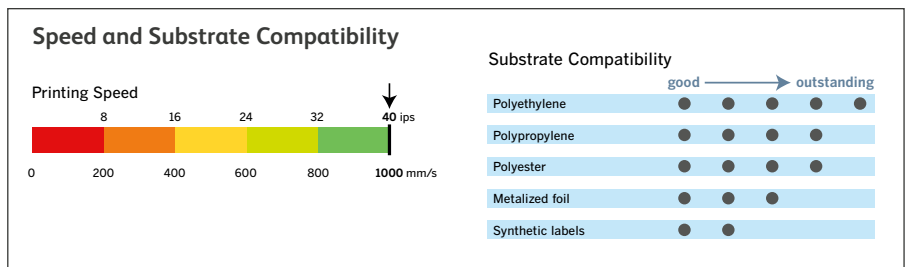 Speed and Substrate Compatibility
Printing Speed
8 16 24 32 40 ips
0 200 400 600 800 1000 mm/s
Substrate Compatibility
good outstanding
Polyethylene
Polypropylene
Polyester
Metalized foil
Synthetic labels